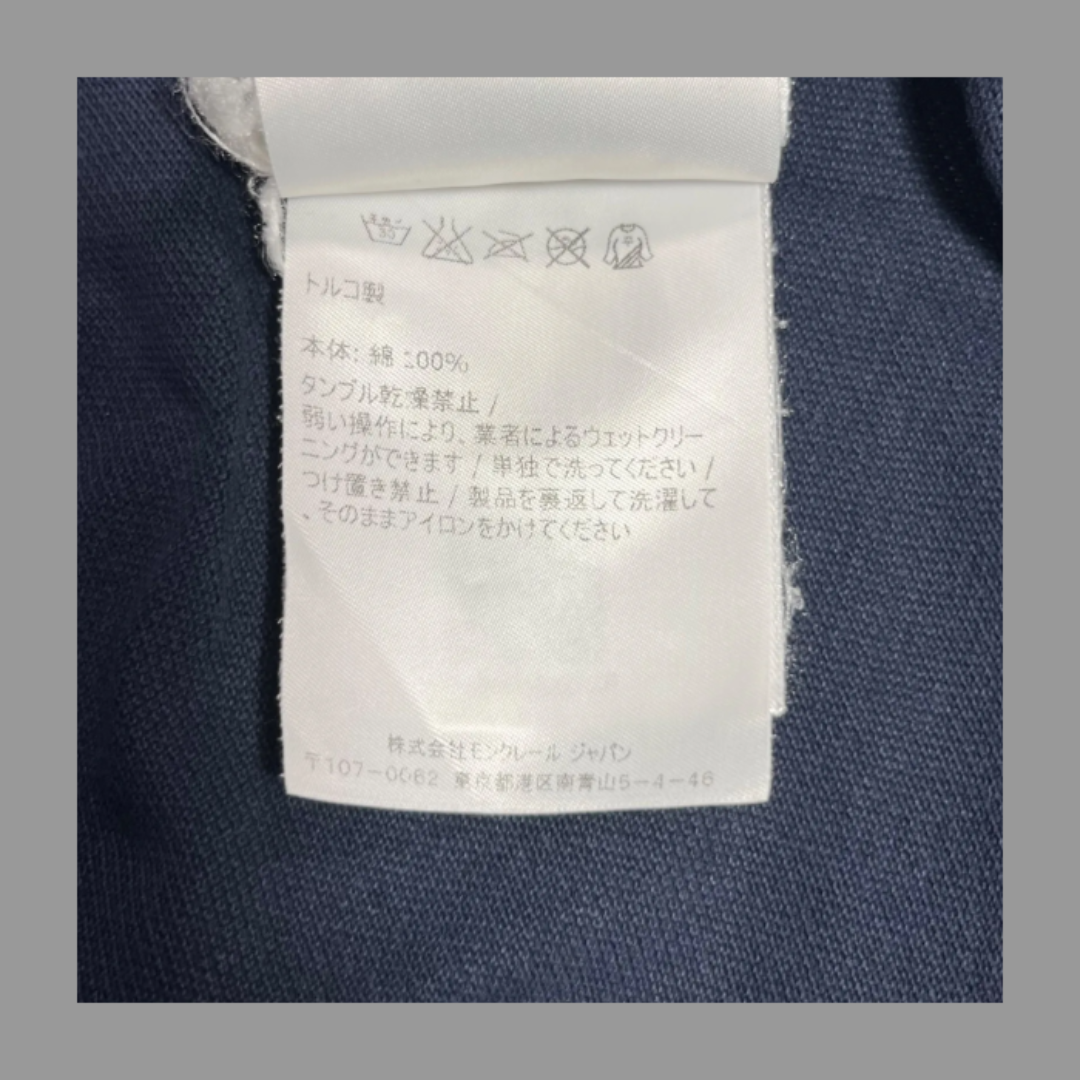 トルコ製
本体: 綿 100%
タンブル乾燥禁止 /
弱い操作により、業者によるウェットクリー
ニングができます / 単独で洗ってください /
つけ置き禁止 / 製品を裏返して洗濯して
、そのままアイロンをかけてください
株式会社モンクレール ジャパン
〒107-0062 東京都港区南青山5-4-46